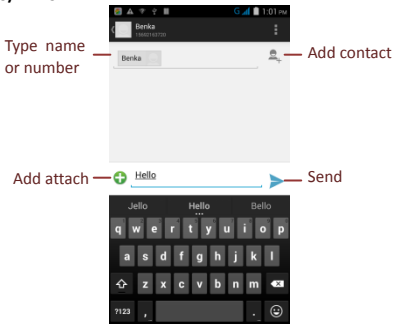 G 1:01 PM
Benka
Type name
or number
Benka
Add contact
Add attach
Hello
Send
Jello Hello Bello
q w e r t y u i o p
a s d f g h j k l
z x c v b n m
?123 , .